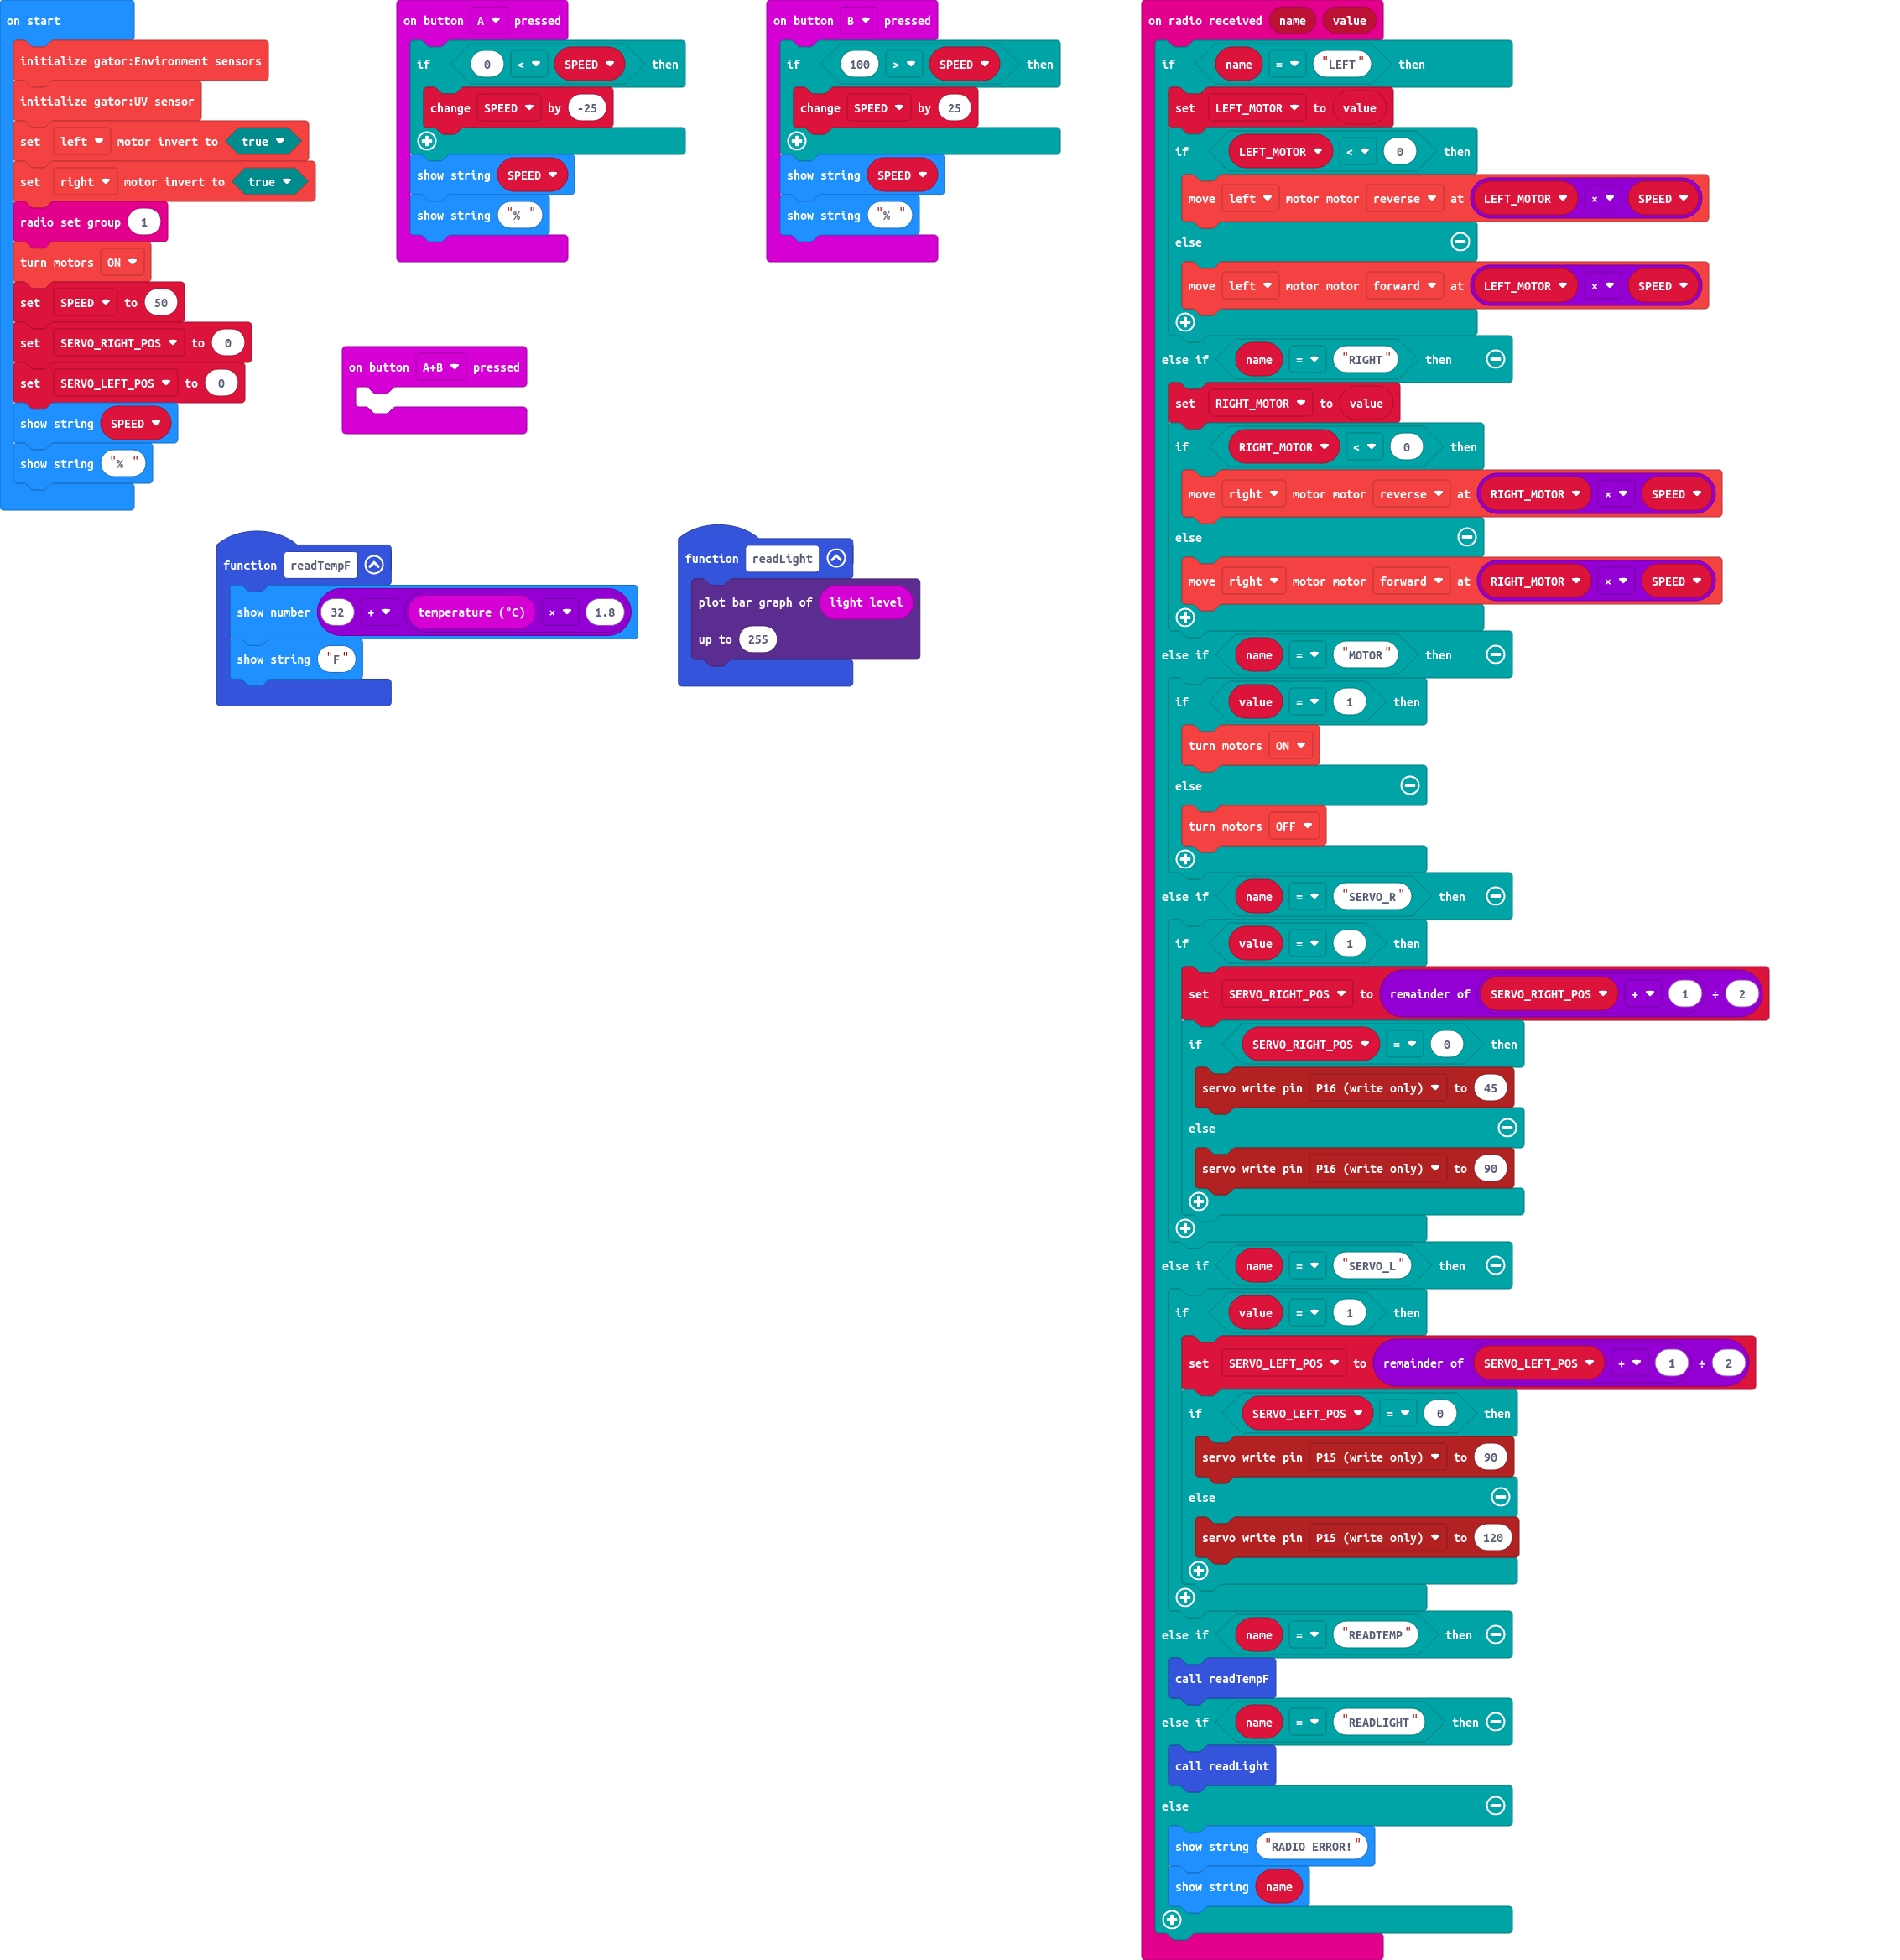 on start
initialize gator:Environment sensors
initialize gator:UV sensor
set left motor invert to true
set right motor invert to true
radio set group 1
turn motors ON
set SPEED to 50
set SERVO_RIGHT_POS to 0
set SERVO_LEFT_POS to 0
show string SPEED
show string "% "
on button A pressed
if 0 < SPEED then
change SPEED by -25
show string SPEED
show string "% "
on button B pressed
if 100 > SPEED then
change SPEED by 25
show string SPEED
show string "% "
on button A+B pressed
function readTempF
show number 32 + temperature (°C) × 1.8
show string "F"
function readLight
plot bar graph of light level
up to 255
on radio received name value
if name = "LEFT" then
set LEFT_MOTOR to value
if LEFT_MOTOR < 0 then
move left motor motor reverse at LEFT_MOTOR × SPEED
else
move left motor motor forward at LEFT_MOTOR × SPEED
else if name = "RIGHT" then
set RIGHT_MOTOR to value
if RIGHT_MOTOR < 0 then
move right motor motor reverse at RIGHT_MOTOR × SPEED
else
move right motor motor forward at RIGHT_MOTOR × SPEED
else if name = "MOTOR" then
if value = 1 then
turn motors ON
else
turn motors OFF
else if name = "SERVO_R" then
if value = 1 then
set SERVO_RIGHT_POS to remainder of SERVO_RIGHT_POS + 1 ÷ 2
if SERVO_RIGHT_POS = 0 then
servo write pin P16 (write only) to 45
else
servo write pin P16 (write only) to 90
else if name = "SERVO_L" then
if value = 1 then
set SERVO_LEFT_POS to remainder of SERVO_LEFT_POS + 1 ÷ 2
if SERVO_LEFT_POS = 0 then
servo write pin P15 (write only) to 90
else
servo write pin P15 (write only) to 120
else if name = "READTEMP" then
call readTempF
else if name = "READLIGHT" then
call readLight
else
show string "RADIO ERROR!"
show string name